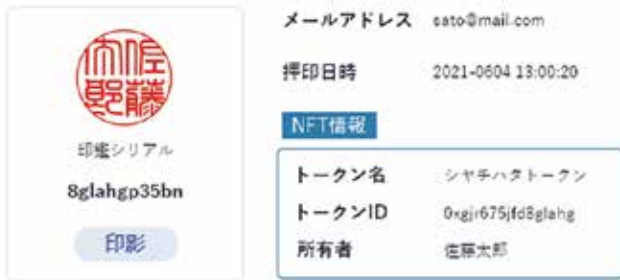 印鑑シリアル
8glahgp35bn
印影
メールアドレス sato@mail.com
押印日時 2021-0604 13:00:20
NFT情報
トークン名 シヤチハタトークン
トークンID 0xgjr675jfd8glahg
所有者 佐藤太郎